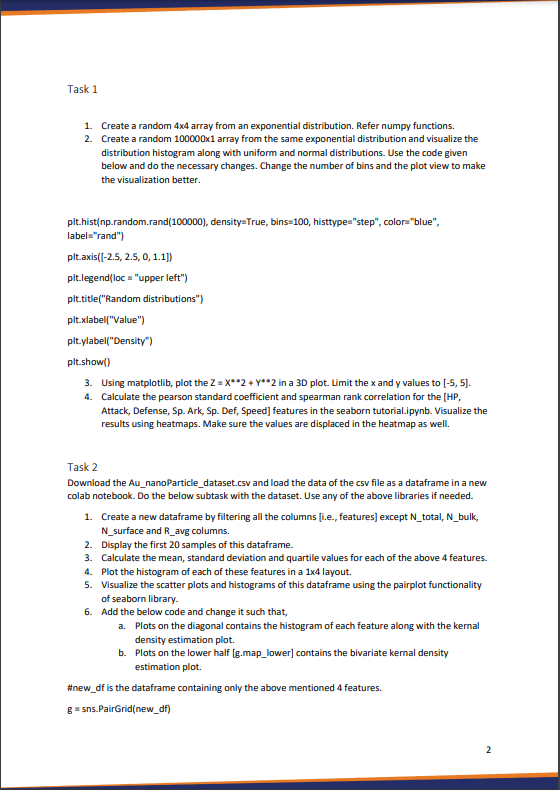 Task 1
1. Create a random 4x4 array from an exponential distribution. Refer numpy functions.
2. Create a random 100000x1 array from the same exponential distribution and visualize the
distribution histogram along with uniform and normal distributions. Use the code given
below and do the necessary changes. Change the number of bins and the plot view to make
the visualization better.
plt.hist(np.random.rand(100000), density=True, bins=100, histtype="step", color="blue",
label="rand")
plt.axis([-2.5, 2.5, 0, 1.1])
plt.legend(loc = "upper left")
plt.title("Random distributions")
plt.xlabel("Value")
plt.ylabel("Density")
plt.show()
3. Using matplotlib, plot the Z = X**2 + Y**2 in a 3D plot. Limit the x and y values to [-5, 5].
4. Calculate the pearson standard coefficient and spearman rank correlation for the [HP,
Attack, Defense, Sp. Ark, Sp. Def, Speed] features in the seaborn tutorial.ipynb. Visualize the
results using heatmaps. Make sure the values are displaced in the heatmap as well.
Task 2
Download the Au_nanoParticle_dataset.csv and load the data of the csv file as a dataframe in a new
colab notebook. Do the below subtask with the dataset. Use any of the above libraries if needed.
1. Create a new dataframe by filtering all the columns [i.e., features] except N_total, N_bulk,
N_surface and R_avg columns.
2. Display the first 20 samples of this dataframe.
3. Calculate the mean, standard deviation and quartile values for each of the above 4 features.
4. Plot the histogram of each of these features in a 1x4 layout.
5. Visualize the scatter plots and histograms of this dataframe using the pairplot functionality
of seaborn library.
6. Add the below code and change it such that,
a. Plots on the diagonal contains the histogram of each feature along with the kernal
density estimation plot.
b. Plots on the lower half [g.map_lower] contains the bivariate kernal density
estimation plot.
#new_df is the dataframe containing only the above mentioned 4 features.
g = sns.PairGrid(new_df)
2